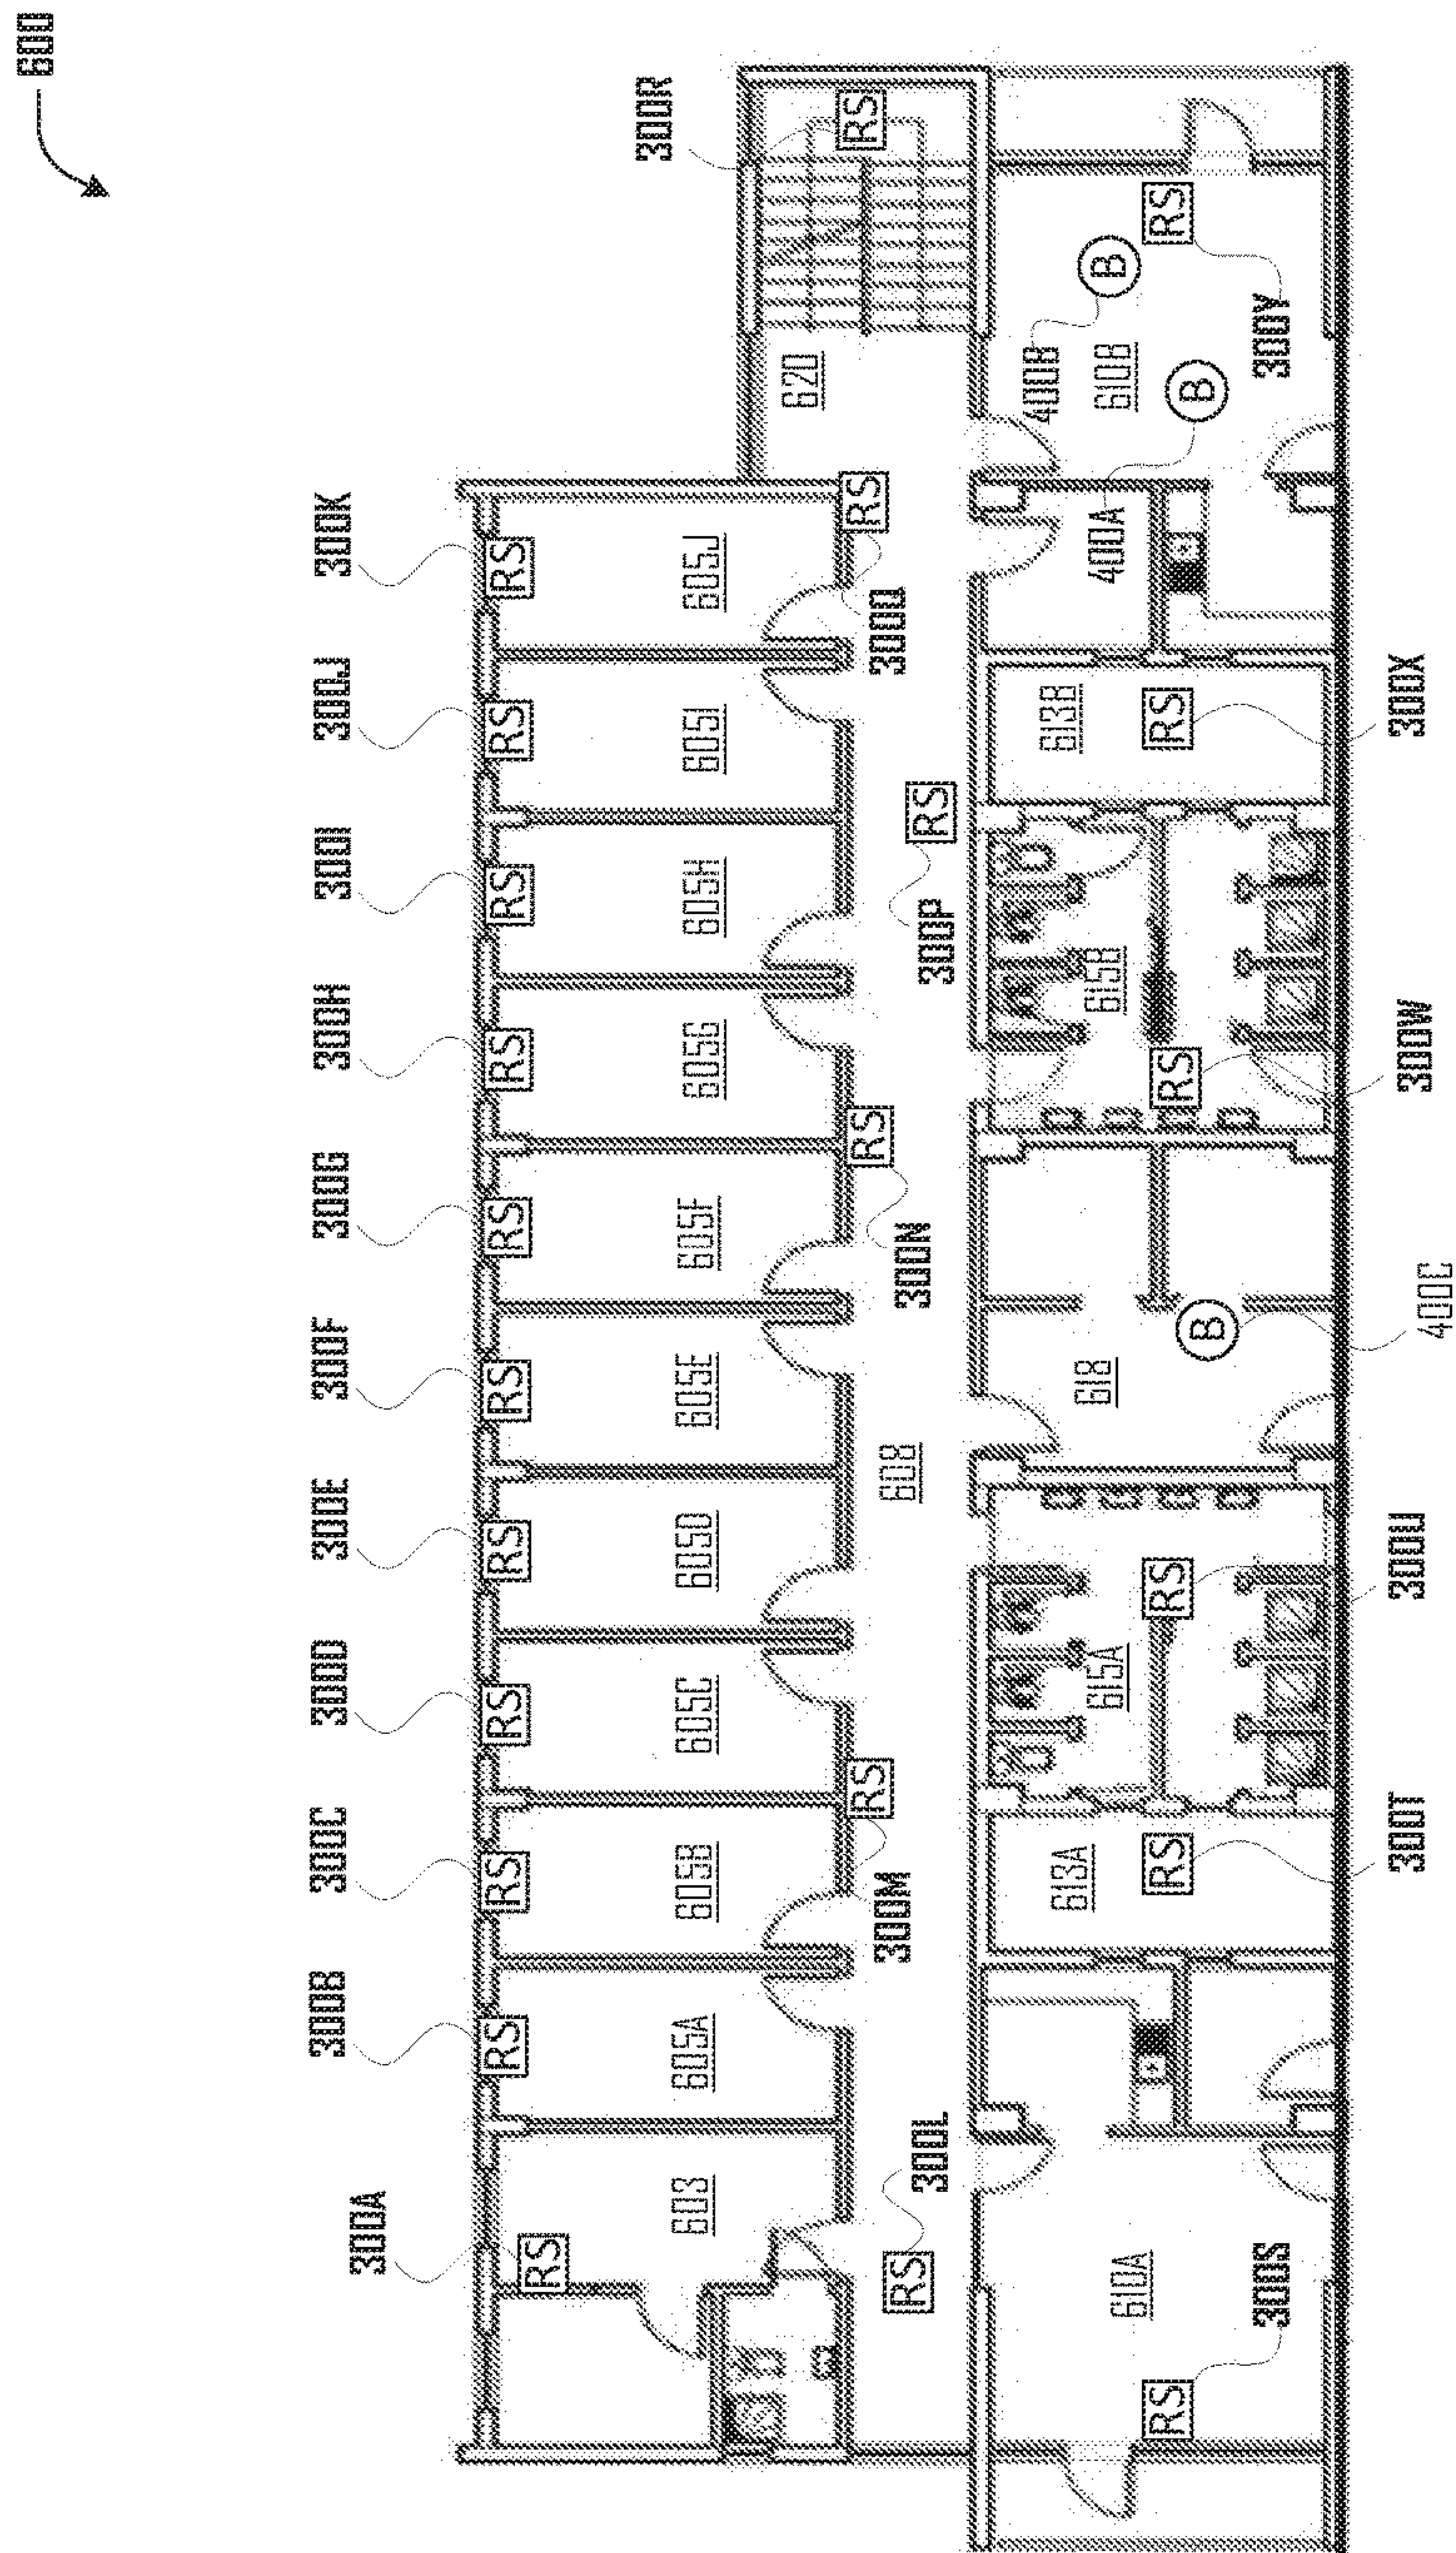 600
300A
300B
300C
300D
300E
300F
300G
300H
300I
300J
300K
RS
RS
RS
RS
RS
RS
RS
RS
RS
RS
RS
603
605A
605B
605C
605D
605E
605F
605G
605H
605I
605J
620
300R
RS
RS
300L
RS
300M
RS
300N
RS
300P
RS
300Q
608
610A
613A
615A
618
615B
613B
610B
400A
400B
B
B
B
400C
RS
300S
RS
300T
RS
300U
RS
300W
RS
300X
RS
300Y